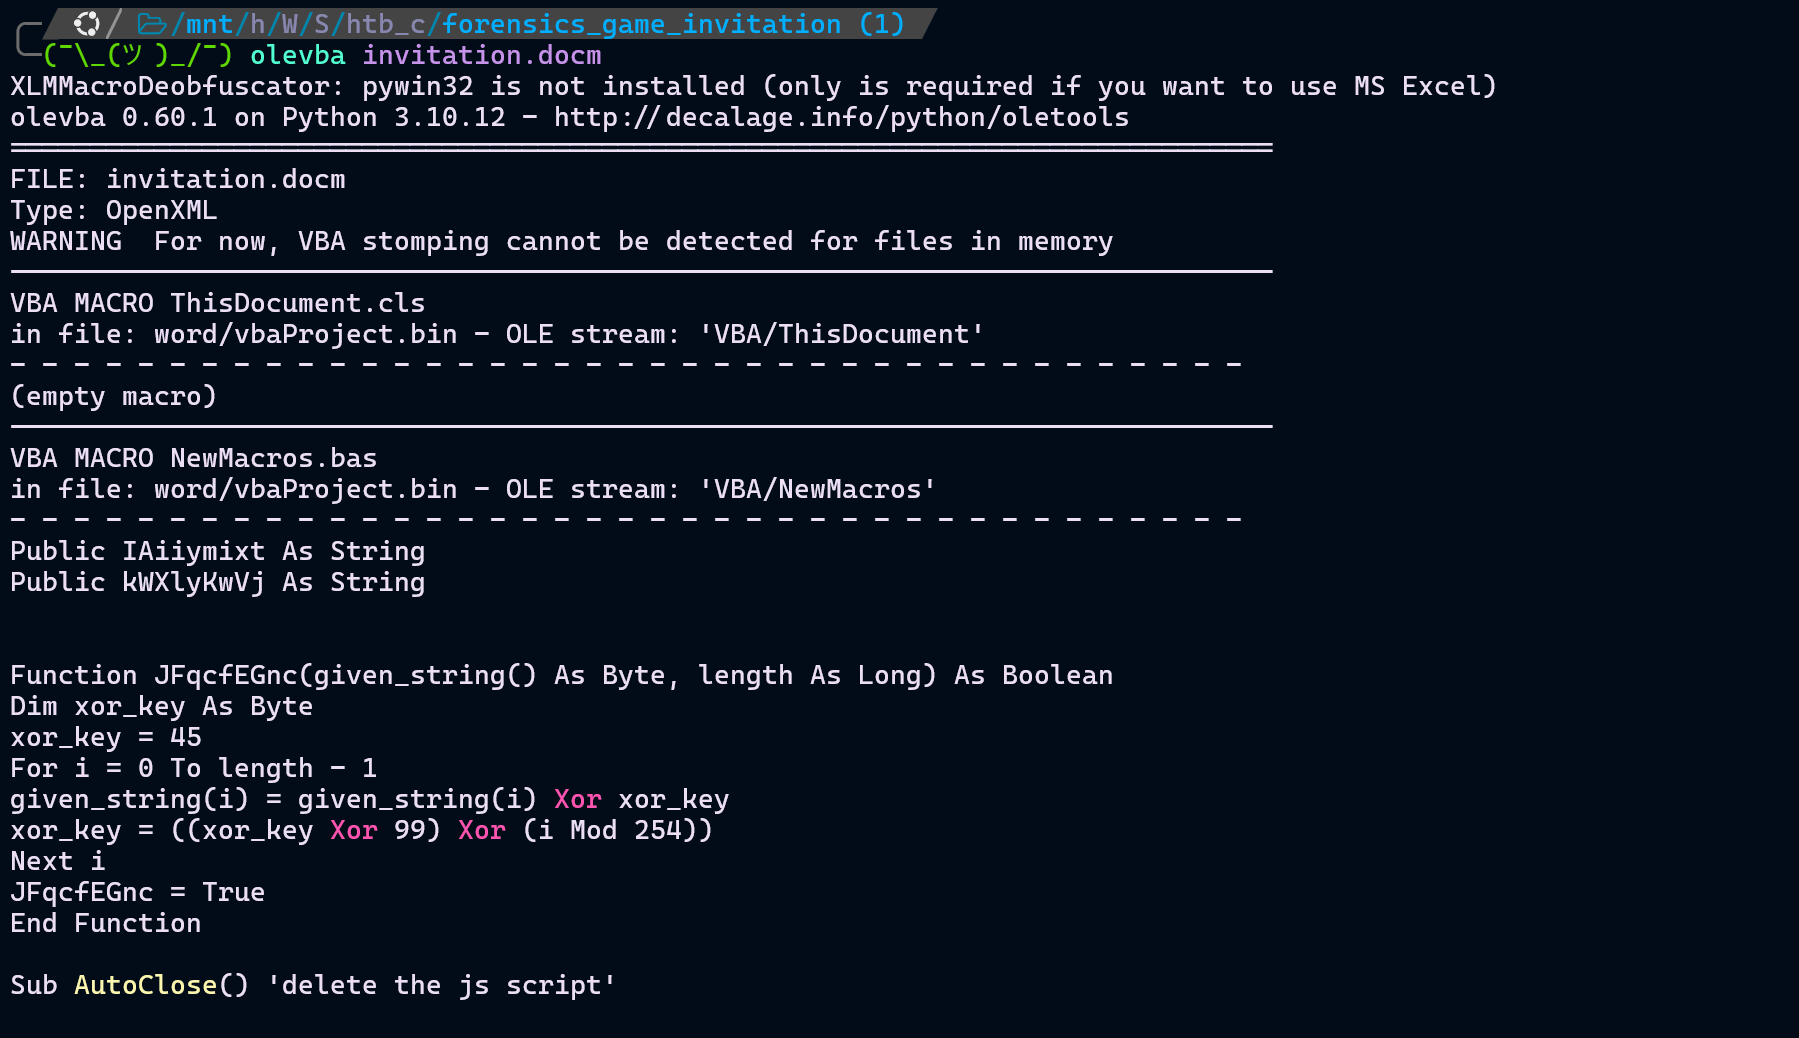 /mnt/h/W/S/htb_c/forensics_game_invitation (1)
(¯\_(ツ)_/¯) olevba invitation.docm
XLMMacroDeobfuscator: pywin32 is not installed (only is required if you want to use MS Excel)
olevba 0.60.1 on Python 3.10.12 - http://decalage.info/python/oletools
===============================================================================
FILE: invitation.docm
Type: OpenXML
WARNING  For now, VBA stomping cannot be detected for files in memory
-------------------------------------------------------------------------------
VBA MACRO ThisDocument.cls
in file: word/vbaProject.bin - OLE stream: 'VBA/ThisDocument'
- - - - - - - - - - - - - - - - - - - - - - - - - - - - - - - - - - - - - - -
(empty macro)
-------------------------------------------------------------------------------
VBA MACRO NewMacros.bas
in file: word/vbaProject.bin - OLE stream: 'VBA/NewMacros'
- - - - - - - - - - - - - - - - - - - - - - - - - - - - - - - - - - - - - - -
Public IAiiymixt As String
Public kWXlyKwVj As String
Function JFqcfEGnc(given_string() As Byte, length As Long) As Boolean
Dim xor_key As Byte
xor_key = 45
For i = 0 To length - 1
given_string(i) = given_string(i) Xor xor_key
xor_key = ((xor_key Xor 99) Xor (i Mod 254))
Next i
JFqcfEGnc = True
End Function
Sub AutoClose() 'delete the js script'